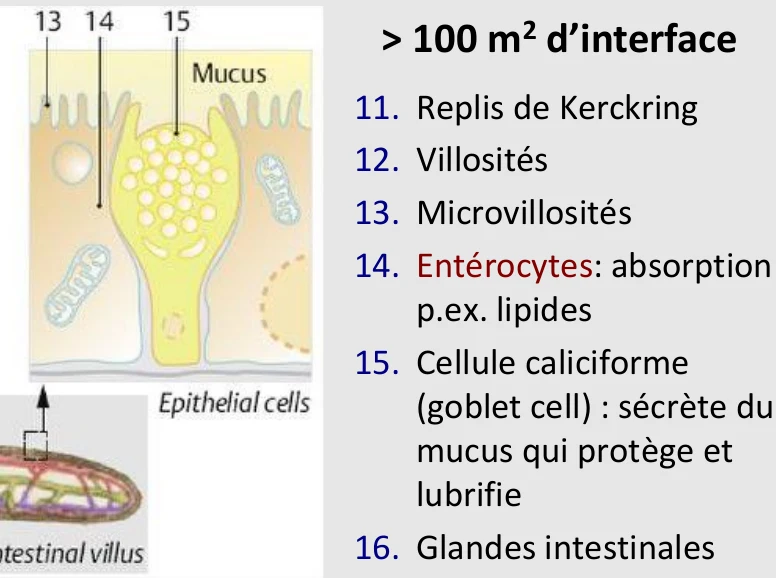 13 14 15
Mucus
Epithelial cells
ntestinal villus
> 100 m² d’interface
11. Replis de Kerckring
12. Villosités
13. Microvillosités
14. Entérocytes: absorption
p.ex. lipides
15. Cellule caliciforme
(goblet cell) : sécrète du
mucus qui protège et
lubrifie
16. Glandes intestinales